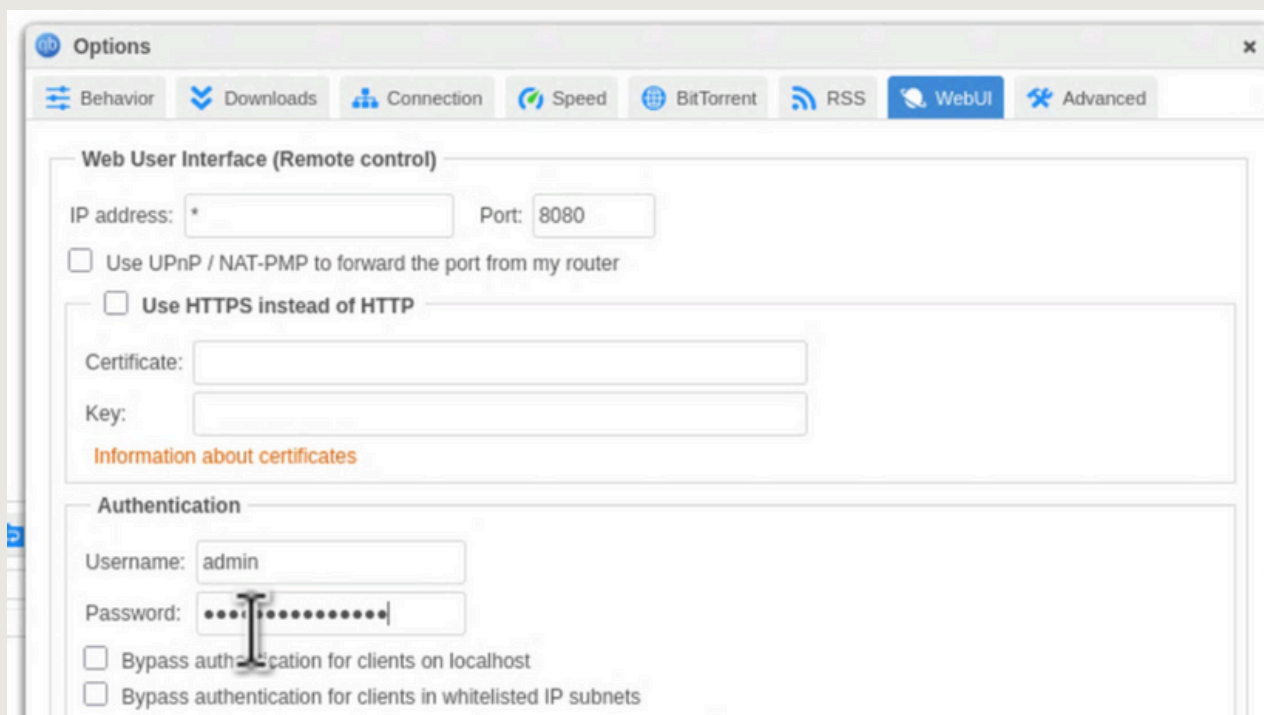 Options ×
Behavior Downloads Connection Speed BitTorrent RSS WebUI Advanced
Web User Interface (Remote control)
IP address: * Port: 8080
Use UPnP / NAT-PMP to forward the port from my router
Use HTTPS instead of HTTP
Certificate:
Key:
Information about certificates
Authentication
Username: admin
Password: ••••••••••••••••
Bypass authentication for clients on localhost
Bypass authentication for clients in whitelisted IP subnets